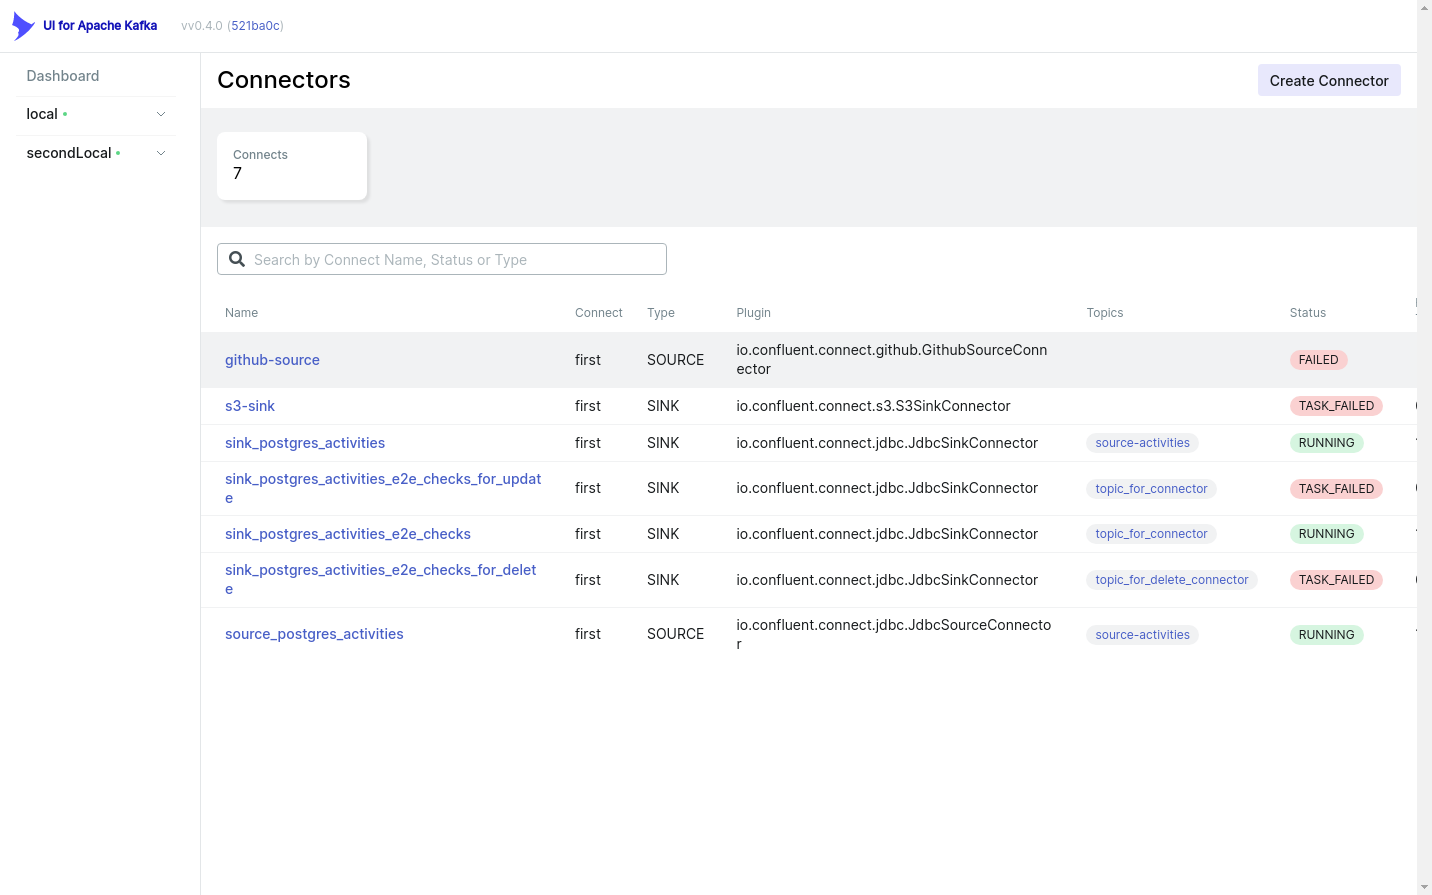 UI for Apache Kafka vv0.4.0 (521ba0c)
Dashboard
local
secondLocal
Connectors
Create Connector
Connects
7
Search by Connect Name, Status or Type
Name Connect Type Plugin Topics Status
github-source first SOURCE io.confluent.connect.github.GithubSourceConn
ector FAILED
s3-sink first SINK io.confluent.connect.s3.S3SinkConnector TASK_FAILED
sink_postgres_activities first SINK io.confluent.connect.jdbc.JdbcSinkConnector source-activities RUNNING
sink_postgres_activities_e2e_checks_for_updat
e first SINK io.confluent.connect.jdbc.JdbcSinkConnector topic_for_connector TASK_FAILED
sink_postgres_activities_e2e_checks first SINK io.confluent.connect.jdbc.JdbcSinkConnector topic_for_connector RUNNING
sink_postgres_activities_e2e_checks_for_delet
e first SINK io.confluent.connect.jdbc.JdbcSinkConnector topic_for_delete_connector TASK_FAILED
source_postgres_activities first SOURCE io.confluent.connect.jdbc.JdbcSourceConnecto
r source-activities RUNNING